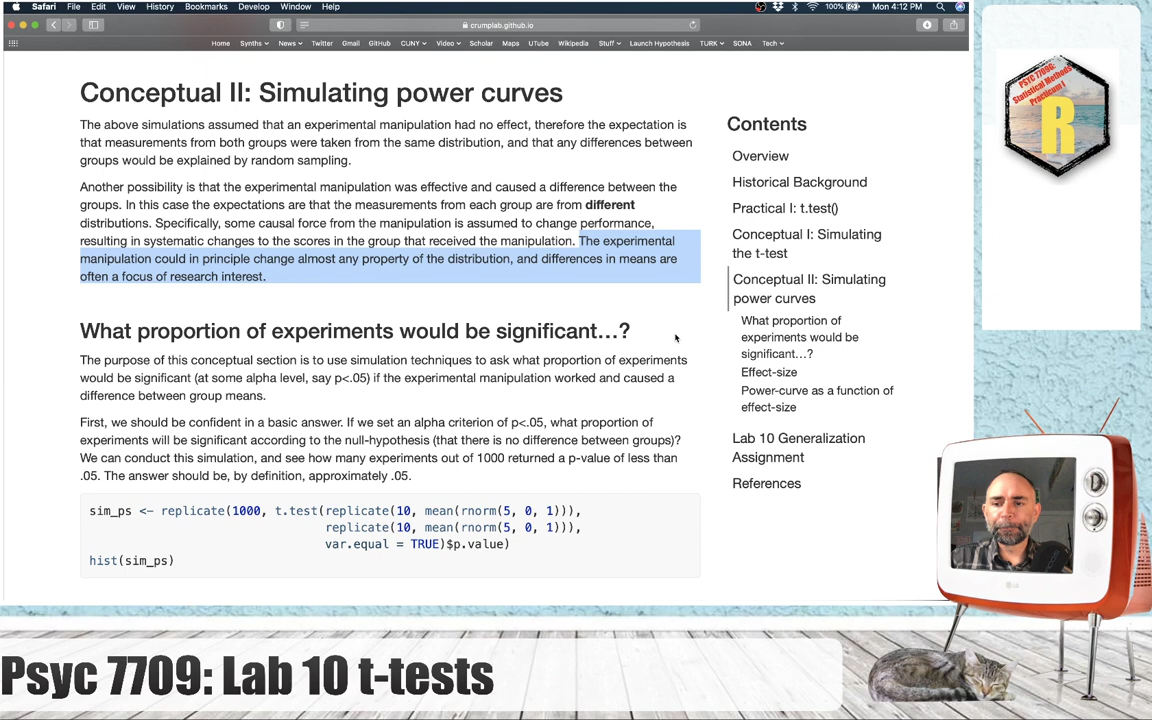 Safari File Edit View History Bookmarks Develop Window Help 100% Mon 4:12 PM
crumplab.github.io
Home Synths News Twitter Gmail GitHub CUNY Video Scholar Maps UTube Wikipedia Stuff Launch Hypothesis TURK SONA Tech
Conceptual II: Simulating power curves
The above simulations assumed that an experimental manipulation had no effect, therefore the expectation is
that measurements from both groups were taken from the same distribution, and that any differences between
groups would be explained by random sampling.
Another possibility is that the experimental manipulation was effective and caused a difference between the
groups. In this case the expectations are that the measurements from each group are from different
distributions. Specifically, some causal force from the manipulation is assumed to change performance,
resulting in systematic changes to the scores in the group that received the manipulation. The experimental
manipulation could in principle change almost any property of the distribution, and differences in means are
often a focus of research interest.
What proportion of experiments would be significant…?
The purpose of this conceptual section is to use simulation techniques to ask what proportion of experiments
would be significant (at some alpha level, say p<.05) if the experimental manipulation worked and caused a
difference between group means.
First, we should be confident in a basic answer. If we set an alpha criterion of p<.05, what proportion of
experiments will be significant according to the null-hypothesis (that there is no difference between groups)?
We can conduct this simulation, and see how many experiments out of 1000 returned a p-value of less than
.05. The answer should be, by definition, approximately .05.
sim_ps <- replicate(1000, t.test(replicate(10, mean(rnorm(5, 0, 1))),
replicate(10, mean(rnorm(5, 0, 1))),
var.equal = TRUE)$p.value)
hist(sim_ps)
Contents
Overview
Historical Background
Practical I: t.test()
Conceptual I: Simulating
the t-test
Conceptual II: Simulating
power curves
What proportion of
experiments would be
significant…?
Effect-size
Power-curve as a function of
effect-size
Lab 10 Generalization
Assignment
References
PSYC 7709G:
Statistical Methods
Practicum I
R
LG
Psyc 7709: Lab 10 t-tests